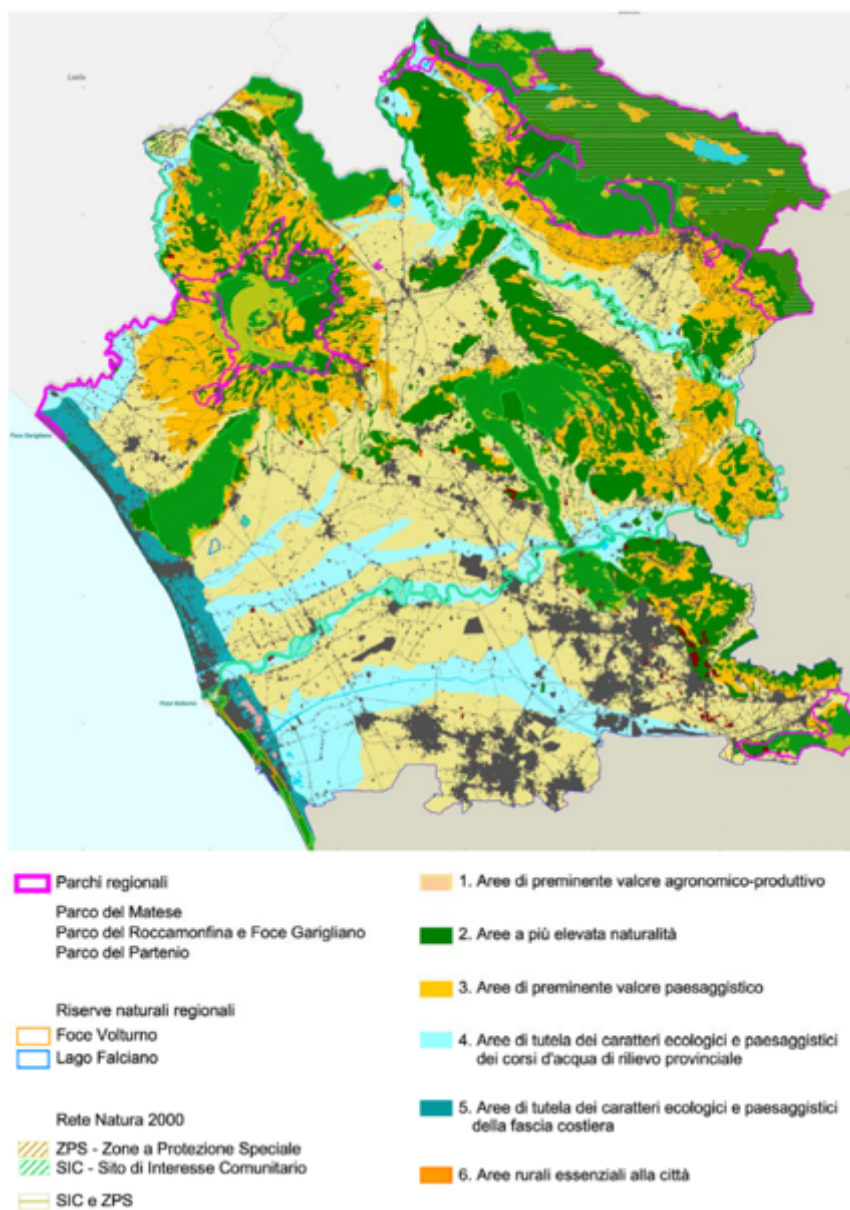 Lazio
Foce Garigliano
Foce Volturno
Parchi regionali
Parco del Matese
Parco del Roccamonfina e Foce Garigliano
Parco del Partenio
Riserve naturali regionali
Foce Volturno
Lago Falciano
Rete Natura 2000
ZPS - Zone a Protezione Speciale
SIC - Sito di Interesse Comunitario
SIC e ZPS
1. Aree di preminente valore agronomico-produttivo
2. Aree a più elevata naturalità
3. Aree di preminente valore paesaggistico
4. Aree di tutela dei caratteri ecologici e paesaggistici
dei corsi d'acqua di rilievo provinciale
5. Aree di tutela dei caratteri ecologici e paesaggistici
della fascia costiera
6. Aree rurali essenziali alla città